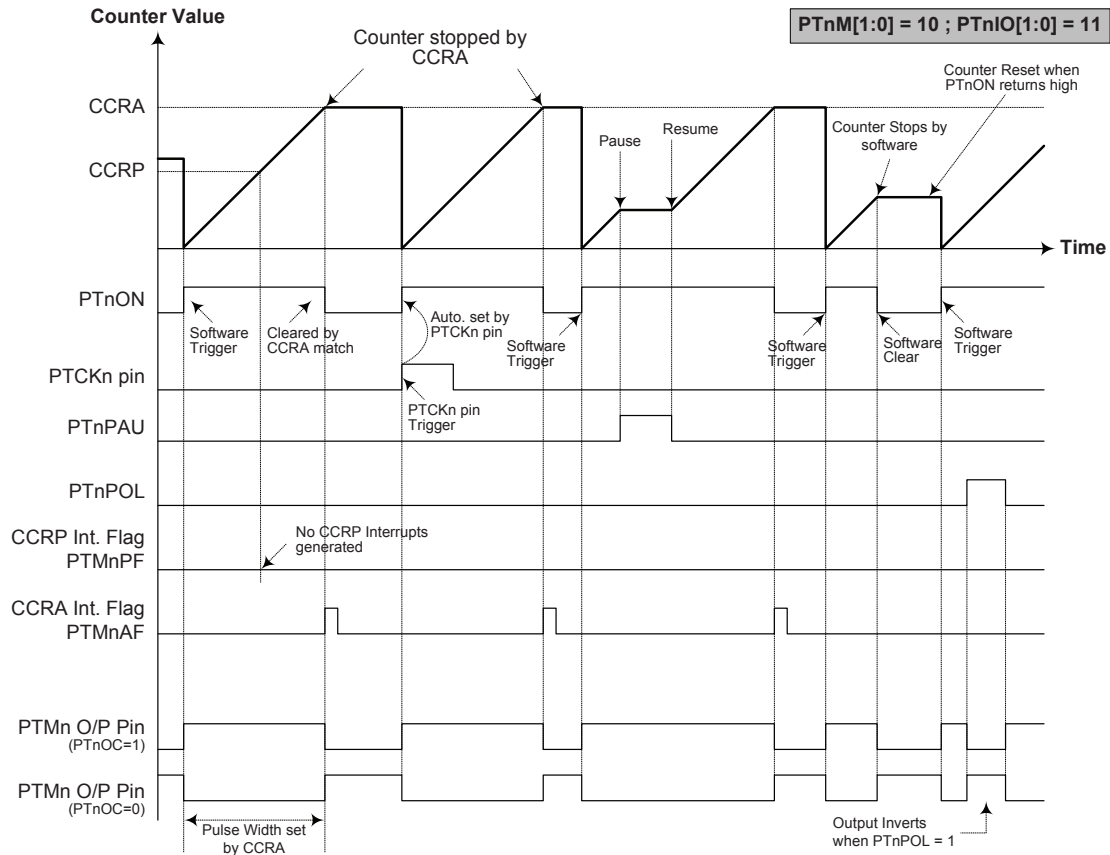 Counter Value
PTnM[1:0] = 10 ; PTnIO[1:0] = 11
Counter stopped by
CCRA
Counter Reset when
PTnON returns high
CCRA
Pause
Resume
Counter Stops by
software
CCRP
Time
PTnON
Software
Trigger
Cleared by
CCRA match
Auto. set by
PTCKn pin
Software
Trigger
Software
Trigger
Software
Clear
Software
Trigger
PTCKn pin
PTCKn pin
Trigger
PTnPAU
PTnPOL
No CCRP Interrupts
generated
CCRP Int. Flag
PTMnPF
CCRA Int. Flag
PTMnAF
PTMn O/P Pin
(PTnOC=1)
PTMn O/P Pin
(PTnOC=0)
Pulse Width set
by CCRA
Output Inverts
when PTnPOL = 1